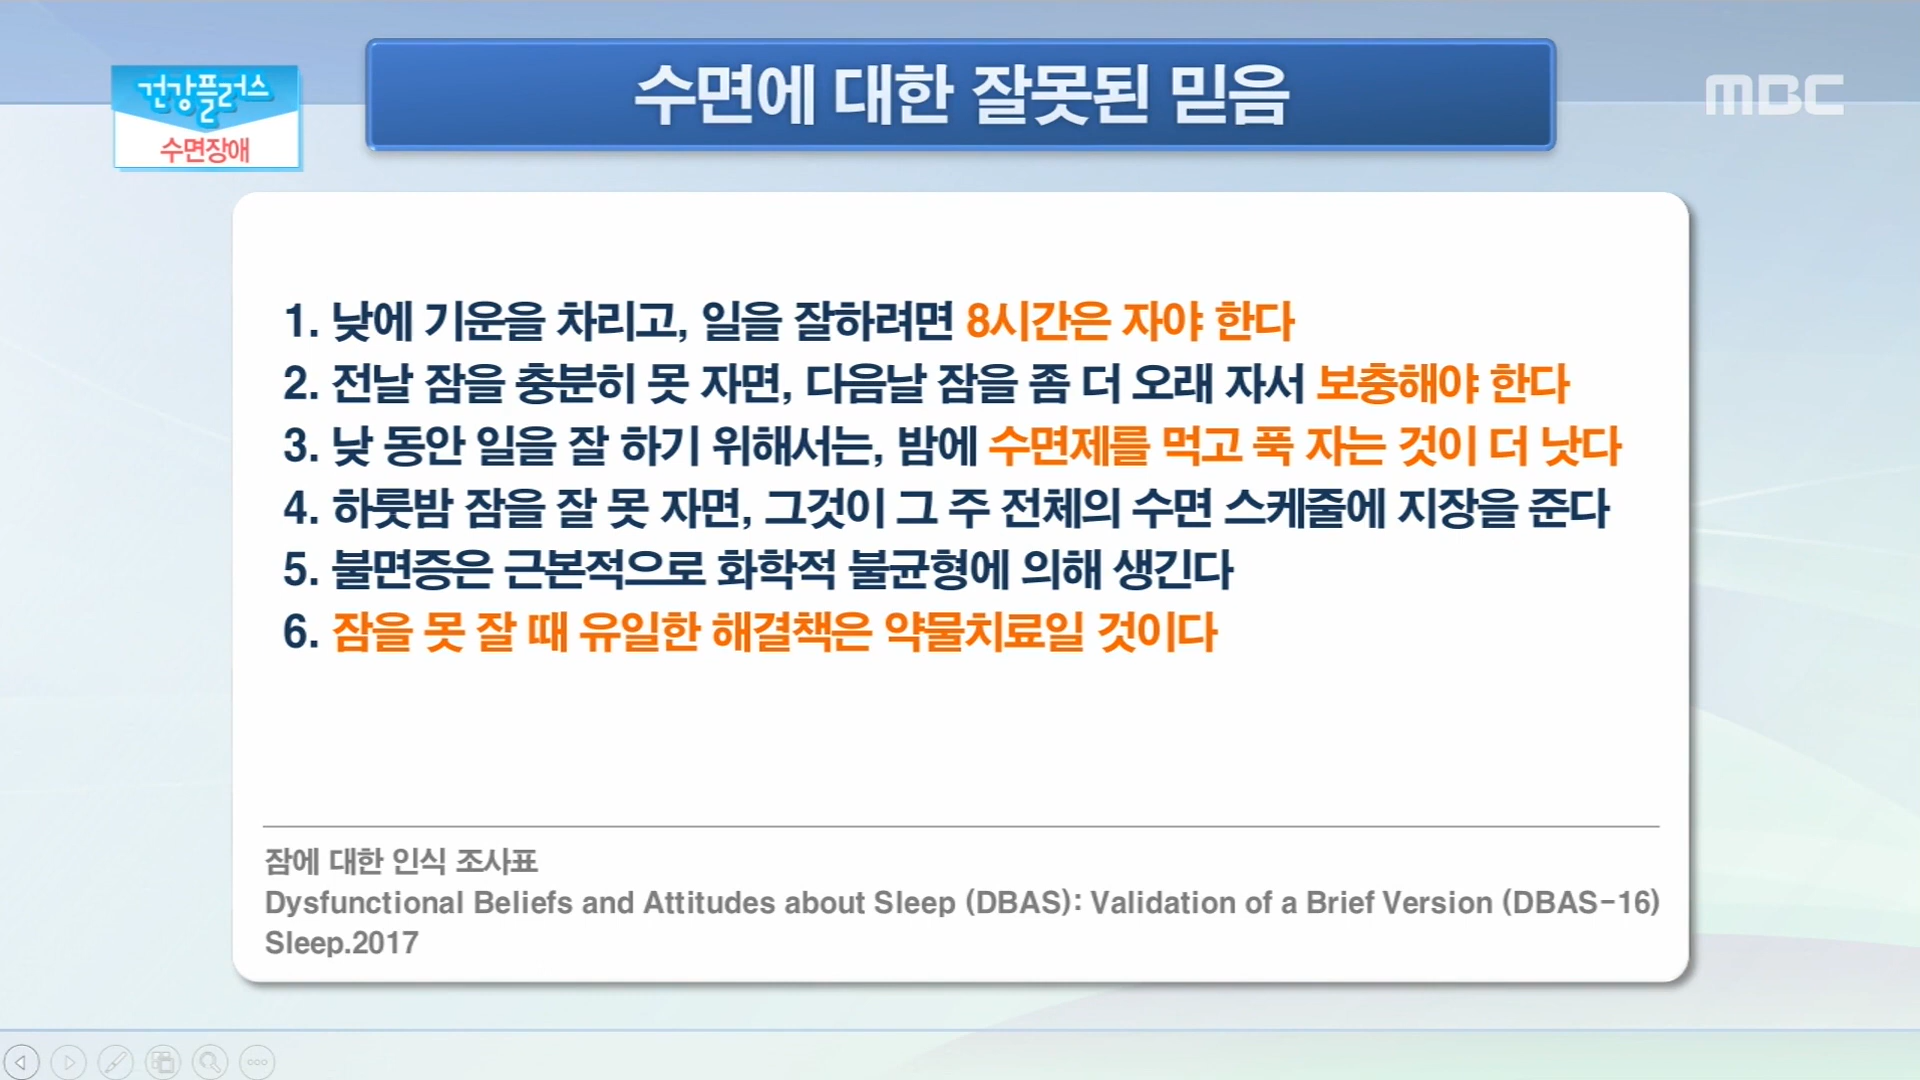 건강플러스
수면장애
수면에 대한 잘못된 믿음
MBC
1. 낮에 기운을 차리고, 일을 잘하려면 8시간은 자야 한다
2. 전날 잠을 충분히 못 자면, 다음날 잠을 좀 더 오래 자서 보충해야 한다
3. 낮 동안 일을 잘 하기 위해서는, 밤에 수면제를 먹고 푹 자는 것이 더 낫다
4. 하룻밤 잠을 잘 못 자면, 그것이 그 주 전체의 수면 스케줄에 지장을 준다
5. 불면증은 근본적으로 화학적 불균형에 의해 생긴다
6. 잠을 못 잘 때 유일한 해결책은 약물치료일 것이다
잠에 대한 인식 조사표
Dysfunctional Beliefs and Attitudes about Sleep (DBAS): Validation of a Brief Version (DBAS-16)
Sleep.2017